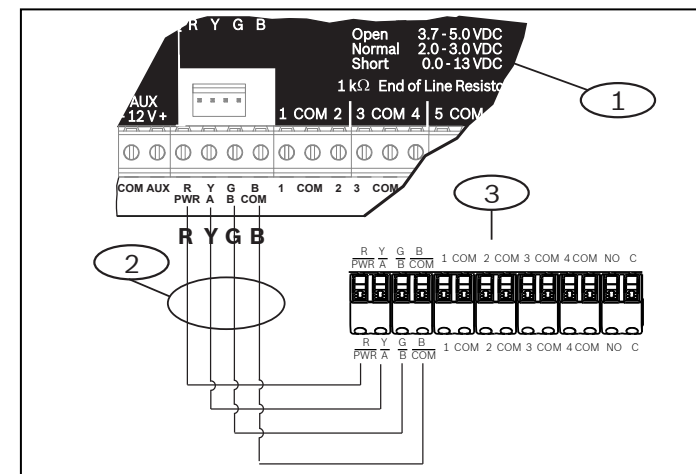 R Y G B
Open 3.7 - 5.0 VDC
Normal 2.0 - 3.0 VDC
Short 0.0 - 13 VDC
1 kΩ End of Line Resisto
AUX
- 12 V +
1 COM 2 3 COM 4 5 COM
COM AUX R Y G B 1 COM 2 3 COM
PWR A B COM
R Y G B
1
2
3
R Y G B
PWR A B COM 1 COM 2 COM 3 COM 4 COM NO C
R Y G B
PWR A B COM 1 COM 2 COM 3 COM 4 COM NO C